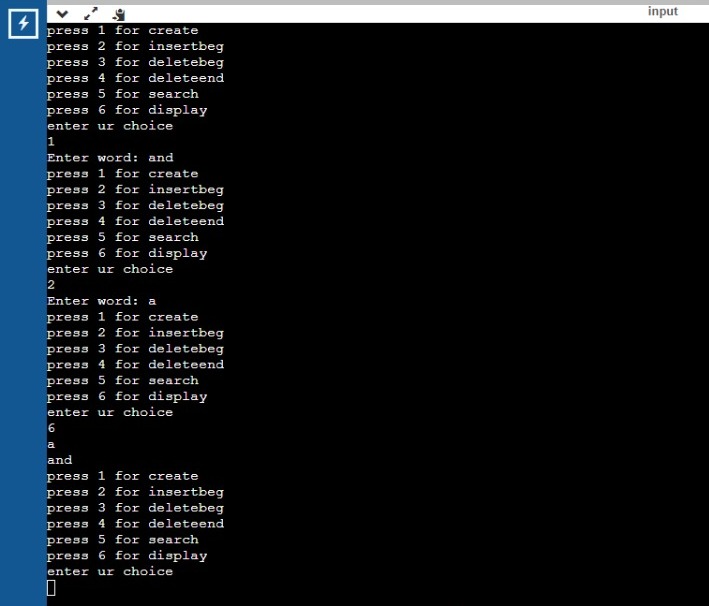 input
press 1 for create
press 2 for insertbeg
press 3 for deletebeg
press 4 for deleteend
press 5 for search
press 6 for display
enter ur choice
1
Enter word: and
press 1 for create
press 2 for insertbeg
press 3 for deletebeg
press 4 for deleteend
press 5 for search
press 6 for display
enter ur choice
2
Enter word: a
press 1 for create
press 2 for insertbeg
press 3 for deletebeg
press 4 for deleteend
press 5 for search
press 6 for display
enter ur choice
6
a
and
press 1 for create
press 2 for insertbeg
press 3 for deletebeg
press 4 for deleteend
press 5 for search
press 6 for display
enter ur choice